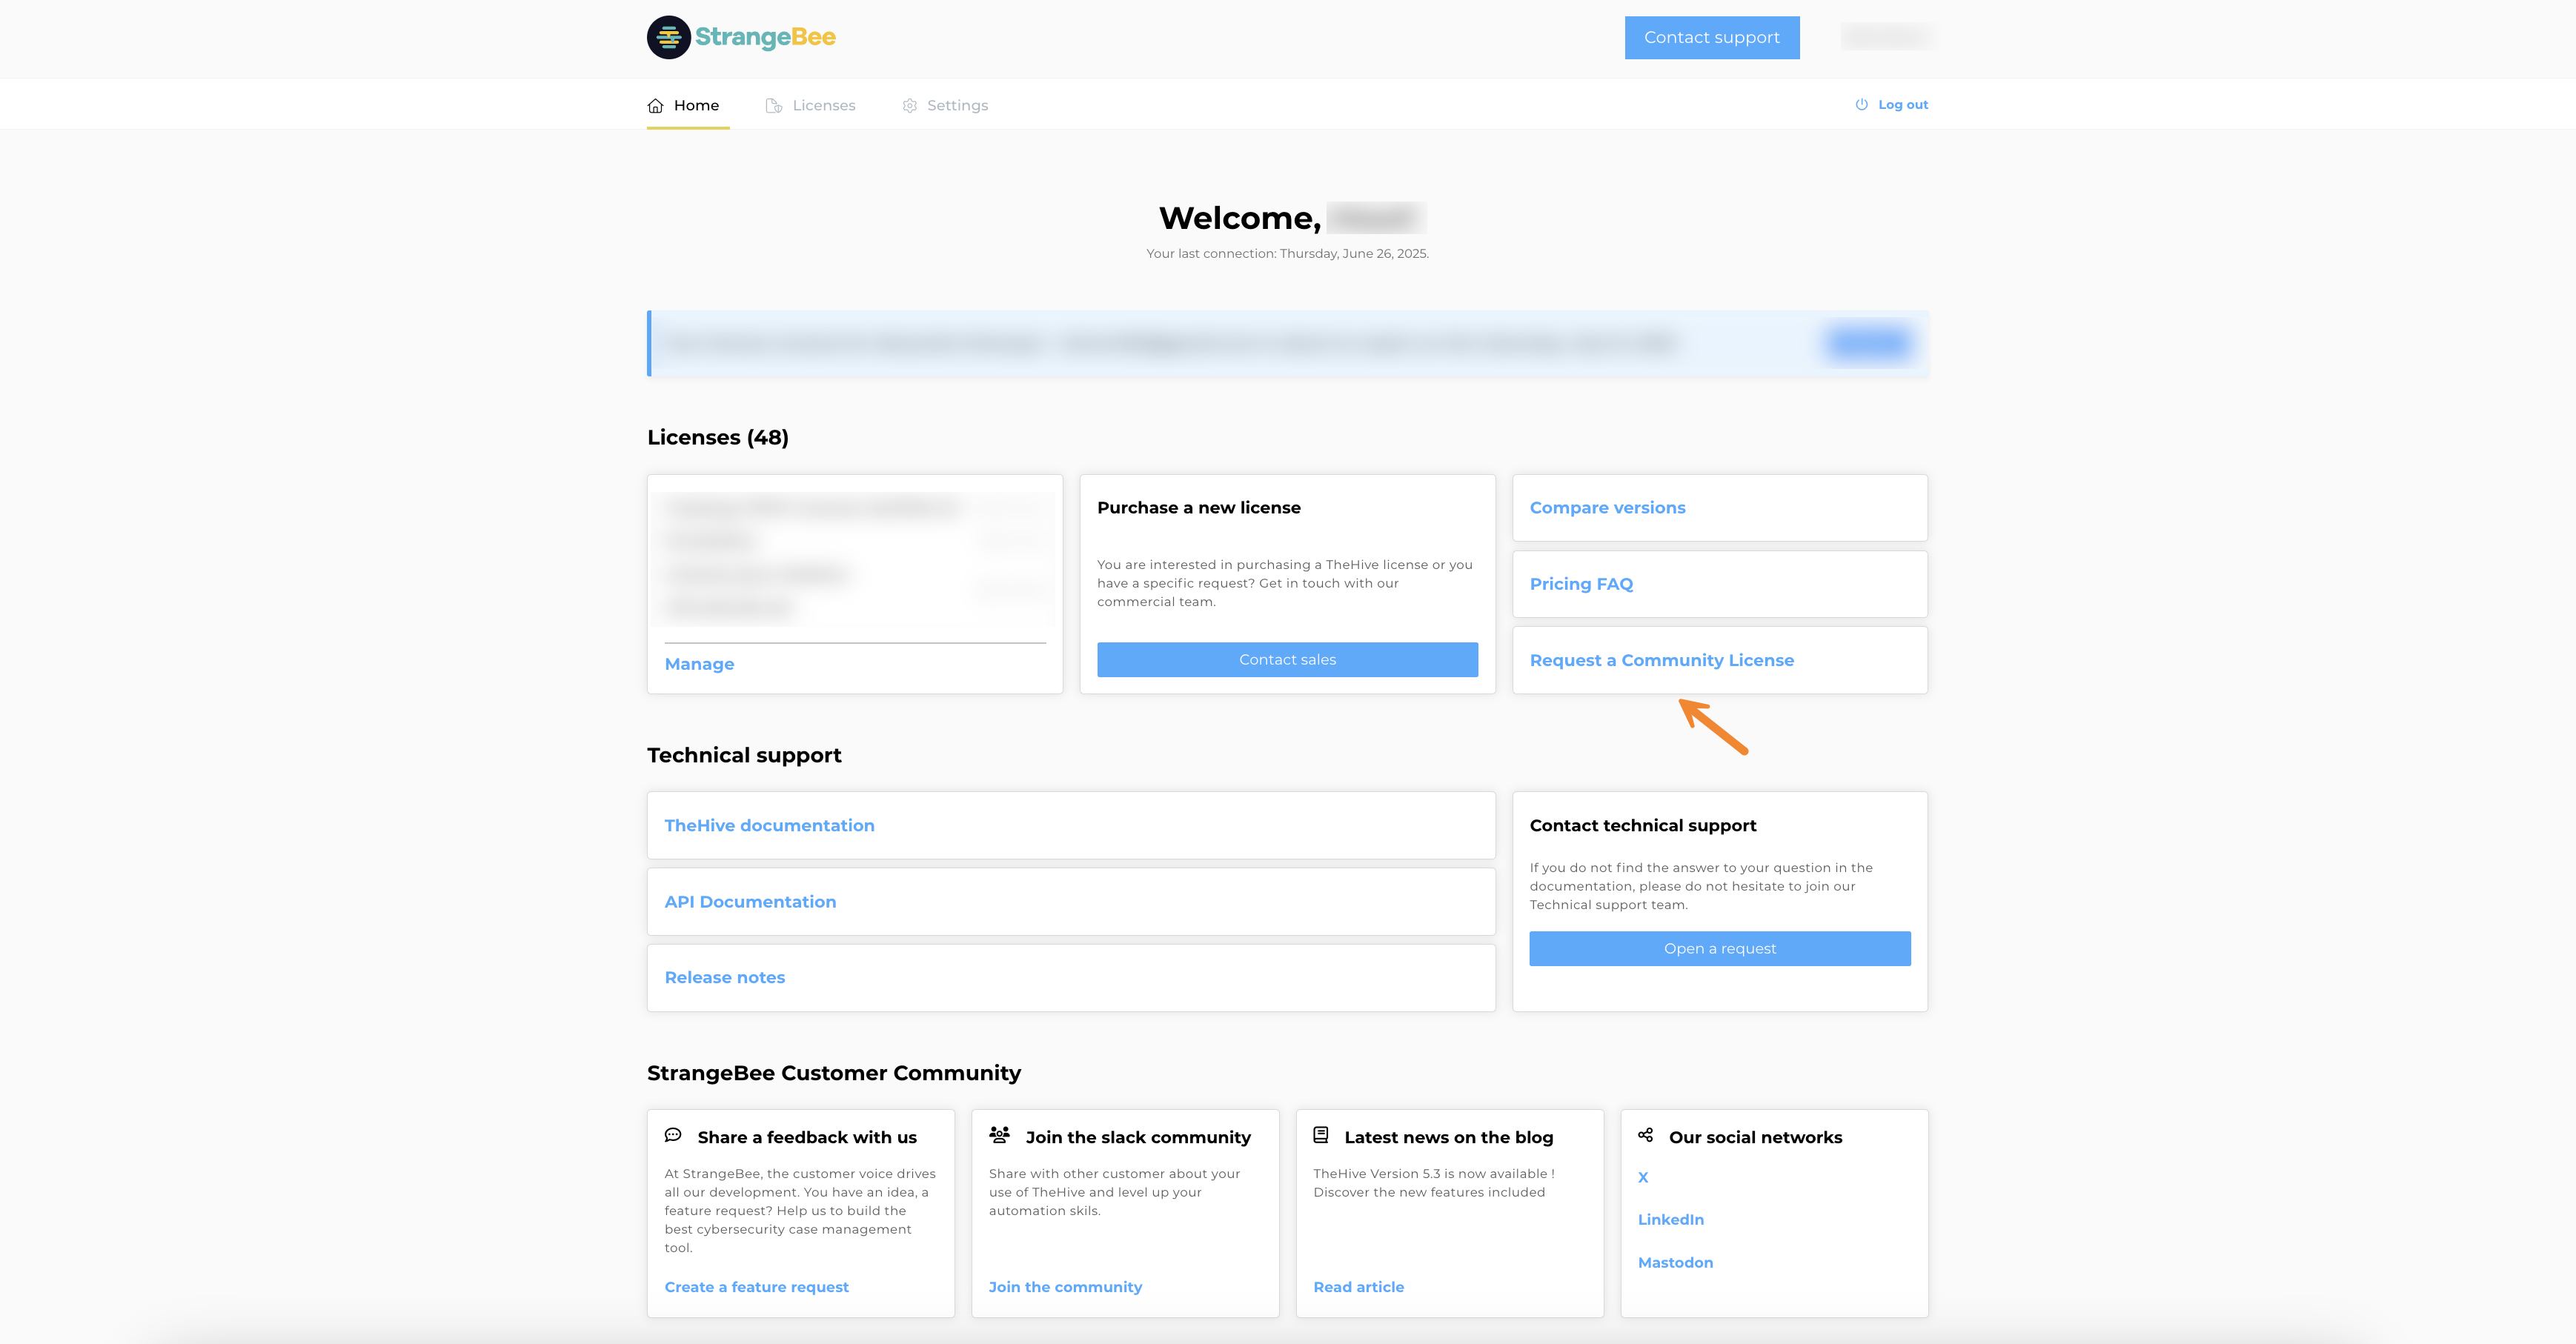 StrangeBee
Contact support
Home
Licenses
Settings
Log out
Welcome,
Your last connection: Thursday, June 26, 2025.
Licenses (48)
Manage
Purchase a new license
You are interested in purchasing a TheHive license or you
have a specific request? Get in touch with our
commercial team.
Contact sales
Compare versions
Pricing FAQ
Request a Community License
Technical support
TheHive documentation
API Documentation
Release notes
Contact technical support
If you do not find the answer to your question in the
documentation, please do not hesitate to join our
Technical support team.
Open a request
StrangeBee Customer Community
Share a feedback with us
At StrangeBee, the customer voice drives
all our development. You have an idea, a
feature request? Help us to build the
best cybersecurity case management
tool.
Create a feature request
Join the slack community
Share with other customer about your
use of TheHive and level up your
automation skils.
Join the community
Latest news on the blog
TheHive Version 5.3 is now available !
Discover the new features included
Read article
Our social networks
X
LinkedIn
Mastodon